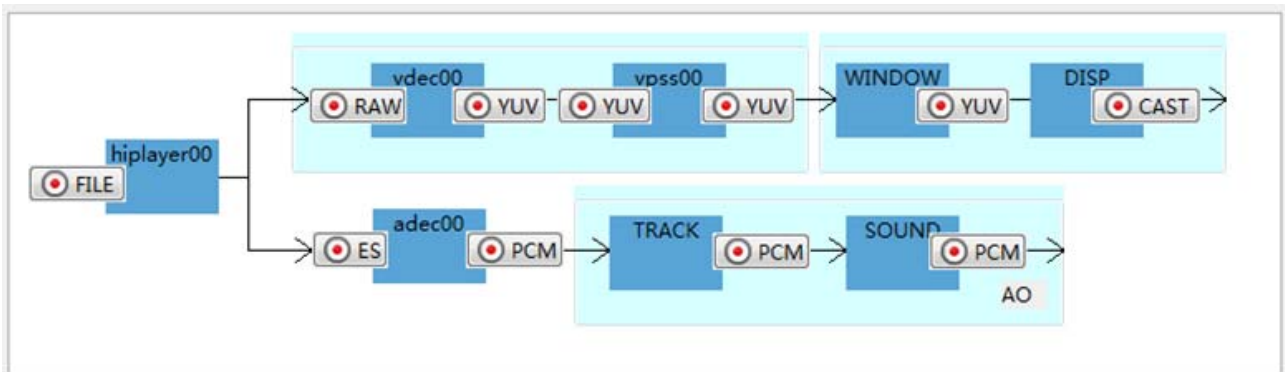 vdec00
vpss00
WINDOW
DISP
RAW
YUV
YUV
YUV
YUV
CAST
hiplayer00
FILE
adec00
TRACK
SOUND
ES
PCM
PCM
PCM
AO